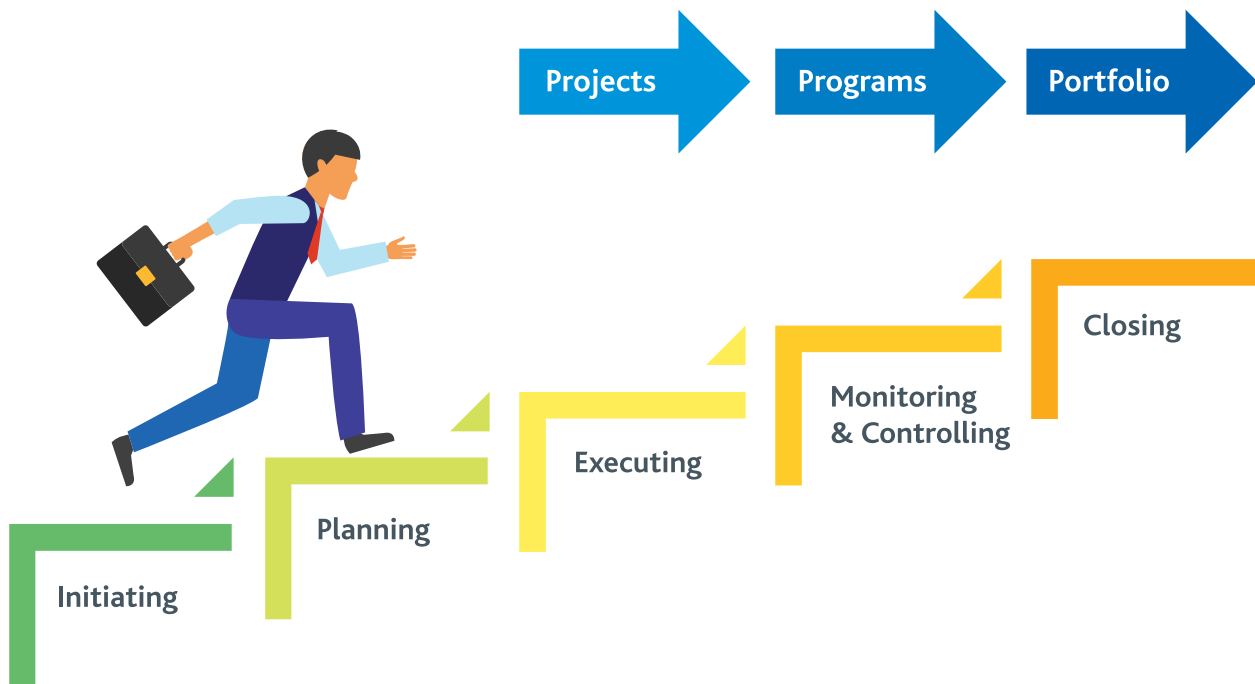 Projects
Programs
Portfolio
Closing
Monitoring
& Controlling
Executing
Planning
Initiating